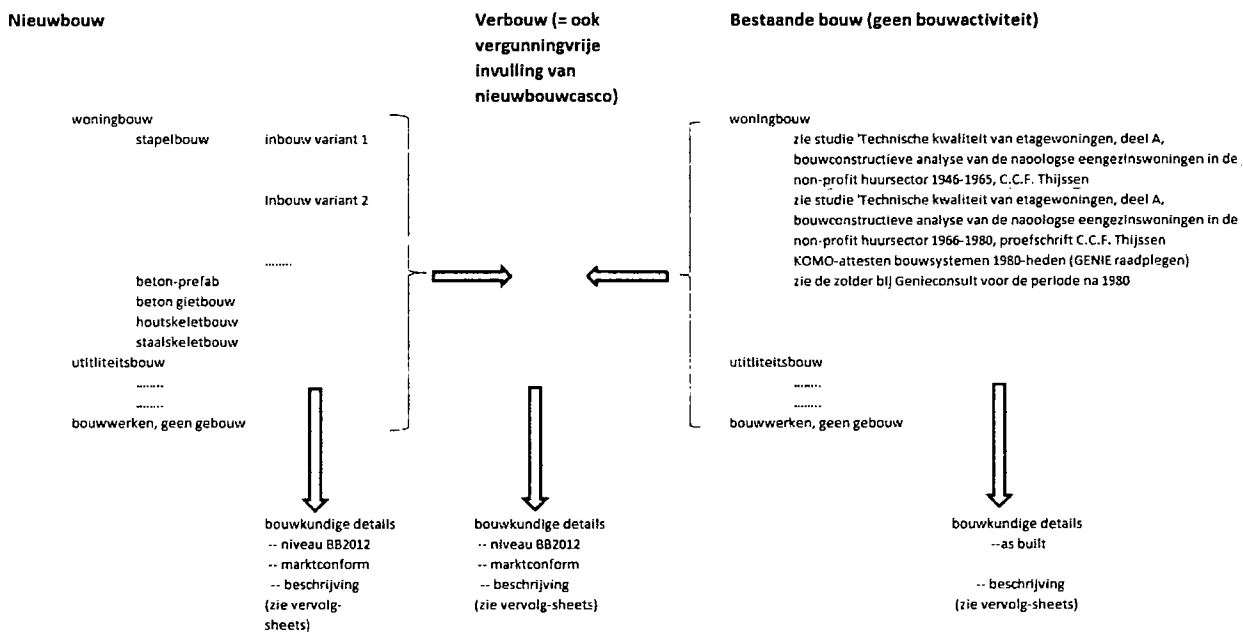 Nieuwbouw
Verbouw (= ook
vergunningvrije
invulling van
nieuwbouwcasco)
Bestaande bouw (geen bouwactiviteit)
woningbouw
stapelbouw
inbouw variant 1
Inbouw variant 2
........
beton-prefab
beton gietbouw
houtskeletbouw
staalskeletbouw
utitliteitsbouw
........
........
bouwwerken, geen gebouw
woningbouw
zie studie 'Technische kwaliteit van etagewoningen, deel A,
bouwconstructieve analyse van de naoologse eengezinswoningen in de
non-profit huursector 1946-1965, C.C.F. Thijssen
zie studie 'Technische kwaliteit van etagewoningen, deel A,
bouwconstructieve analyse van de naoologse eengezinswoningen in de
non-profit huursector 1966-1980, proefschrift C.C.F. Thijssen
KOMO-attesten bouwsystemen 1980-heden (GENIE raadplegen)
zie de zolder bij Genieconsult voor de periode na 1980
utitliteitsbouw
........
........
bouwwerken, geen gebouw
bouwkundige details
-- niveau BB2012
-- marktconform
-- beschrijving
(zie vervolg-
sheets)
bouwkundige details
-- niveau BB2012
-- marktconform
-- beschrijving
(zie vervolg-sheets)
bouwkundige details
--as built
-- beschrijving
(zie vervolg-sheets)